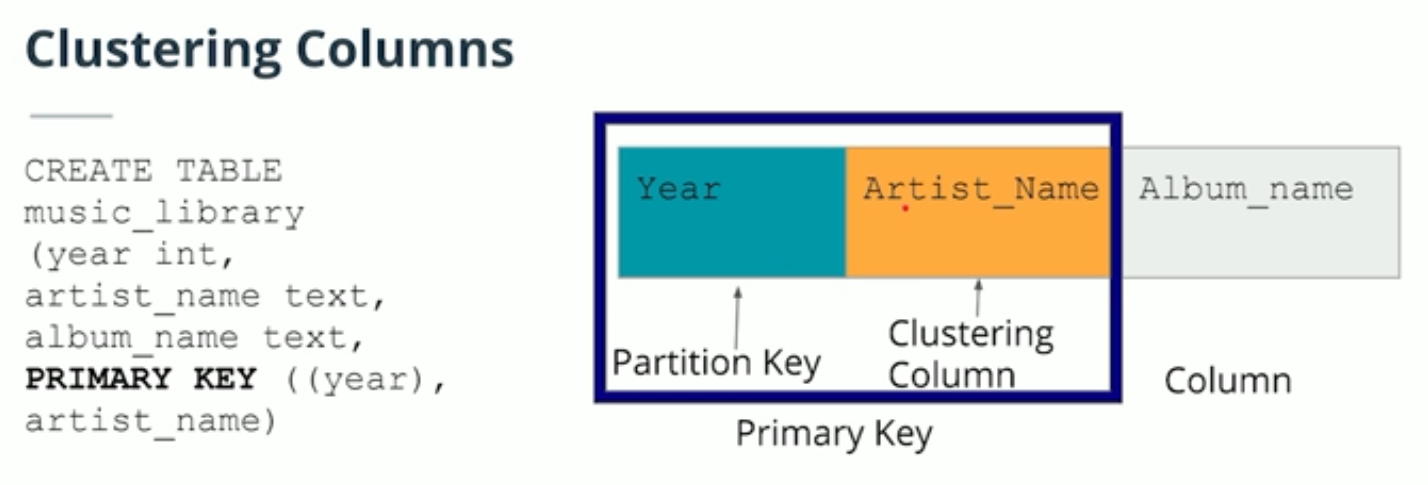 Clustering Columns
CREATE TABLE
music_library
(year int,
artist_name text,
album_name text,
PRIMARY KEY ((year),
artist_name)
Year
Artist_Name
Album_name
Partition Key
Clustering
Column
Column
Primary Key